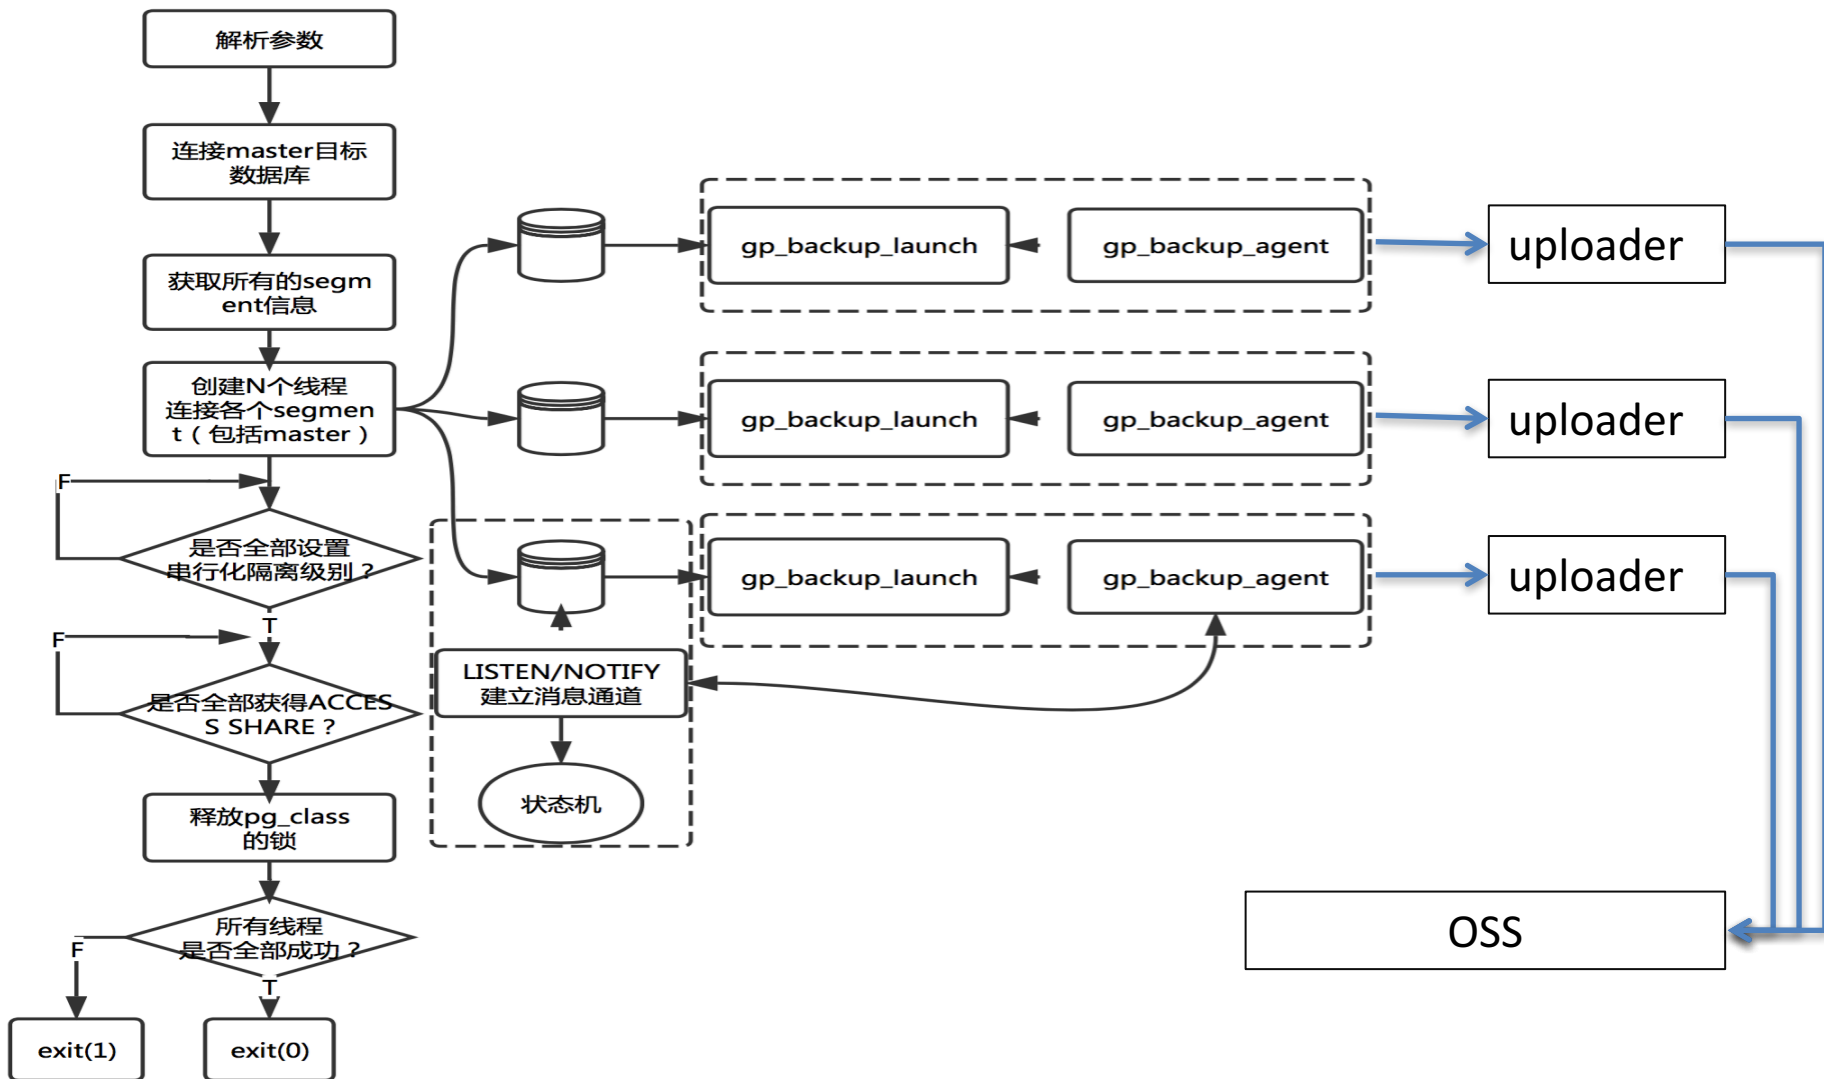 解析参数
连接master目标
数据库
获取所有的segm
ent信息
创建N个线程
连接各个segmen
t（包括master）
F
是否全部设置
串行化隔离级别？
T
F
是否全部获得ACCES
S SHARE？
释放pg_class
的锁
所有线程
是否全部成功？
F
T
exit(1)
exit(0)
gp_backup_launch
gp_backup_agent
uploader
gp_backup_launch
gp_backup_agent
uploader
gp_backup_launch
gp_backup_agent
uploader
LISTEN/NOTIFY
建立消息通道
状态机
OSS